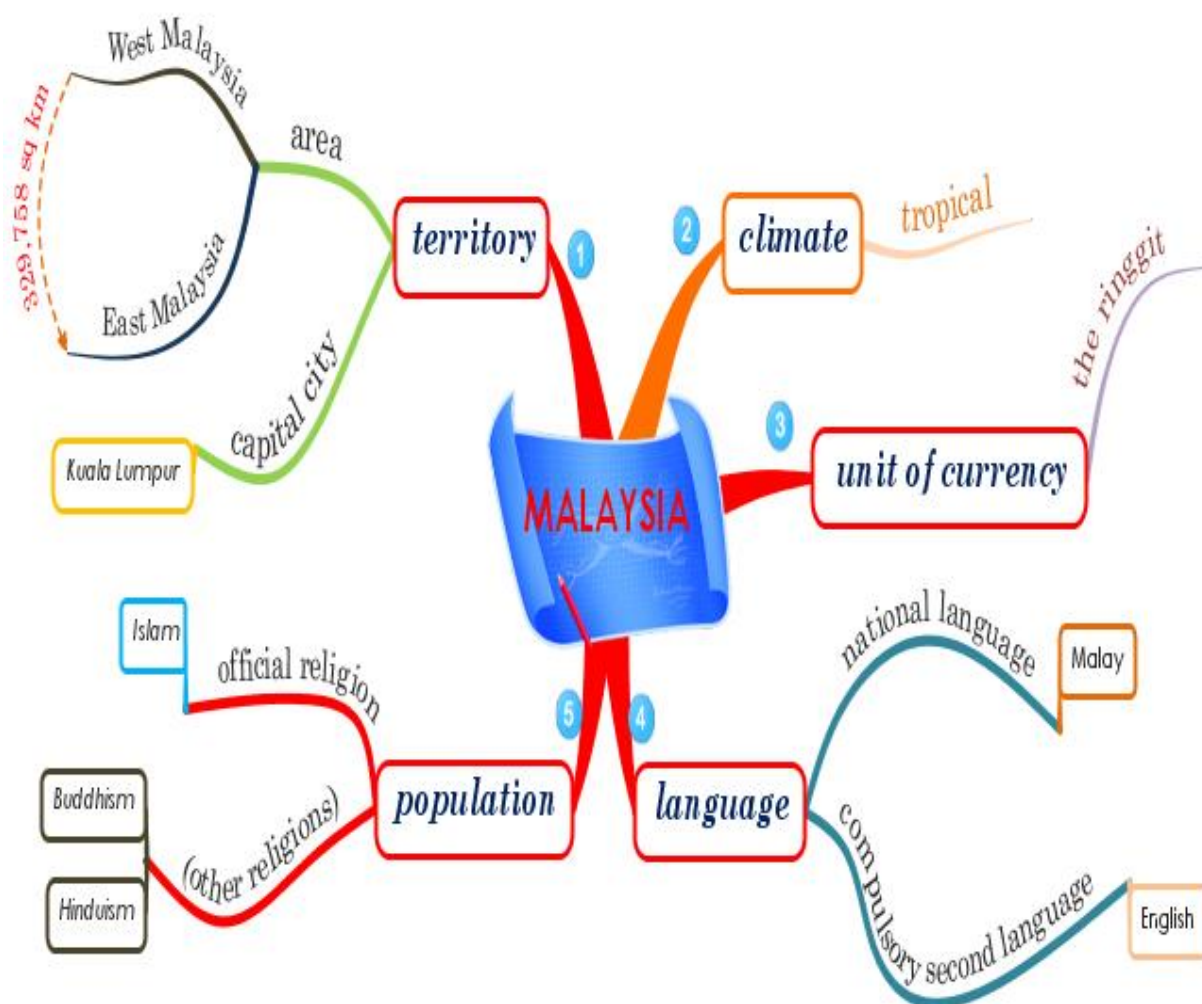 MALAYSIA
1
territory
area
West Malaysia
East Malaysia
329,758 sq km
capital city
Kuala Lumpur
2
climate
tropical
3
unit of currency
the ringgit
4
language
national language
Malay
compulsory second language
English
5
population
official religion
Islam
(other religions)
Buddhism
Hinduism